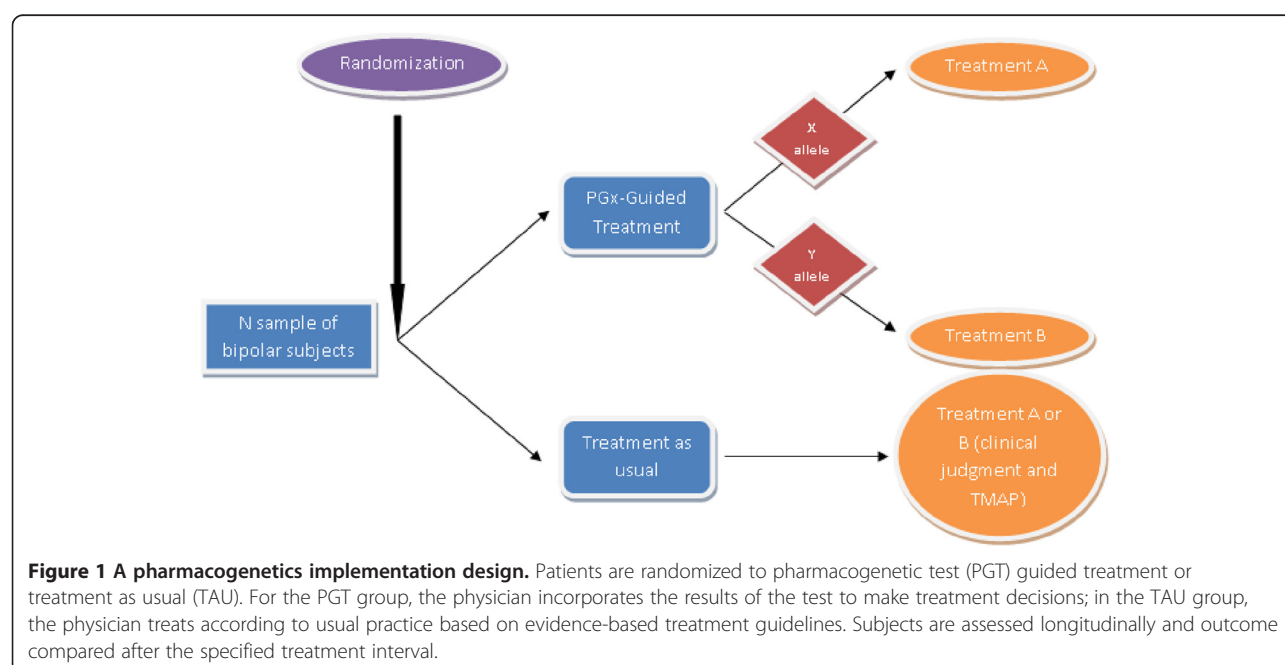 Randomization
Treatment A
X
allele
PGx-Guided
Treatment
Y
allele
N sample of
bipolar subjects
Treatment B
Treatment as
usual
Treatment A or
B (clinical
judgment and
TMAP)
Figure 1 A pharmacogenetics implementation design. Patients are randomized to pharmacogenetic test (PGT) guided treatment or
treatment as usual (TAU). For the PGT group, the physician incorporates the results of the test to make treatment decisions; in the TAU group,
the physician treats according to usual practice based on evidence-based treatment guidelines. Subjects are assessed longitudinally and outcome
compared after the specified treatment interval.